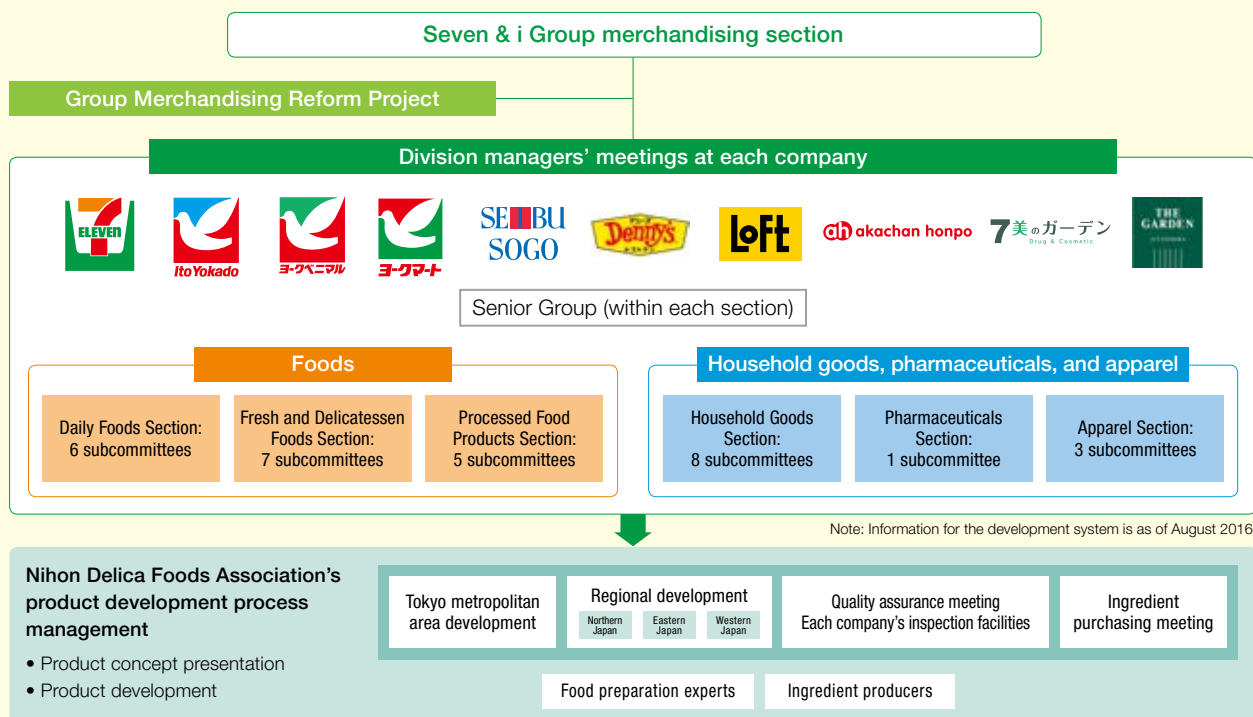 Seven & i Group merchandising section
Group Merchandising Reform Project
Division managers' meetings at each company
7
ELEVEN
Ito Yokado
ヨークベニマル
ヨークマート
SEIBU
SOGO
Denny's
LOFT
ah akachan honpo
7美のガーデン
Drug & Cosmetic
THE
GARDEN
Senior Group (within each section)
Foods
Daily Foods Section:
6 subcommittees
Fresh and Delicatessen
Foods Section:
7 subcommittees
Processed Food
Products Section:
5 subcommittees
Household goods, pharmaceuticals, and apparel
Household Goods
Section:
8 subcommittees
Pharmaceuticals
Section:
1 subcommittee
Apparel Section:
3 subcommittees
Note: Information for the development system is as of August 2016
Nihon Delica Foods Association's
product development process
management
• Product concept presentation
• Product development
Tokyo metropolitan
area development
Regional development
Northern
Japan
Eastern
Japan
Western
Japan
Quality assurance meeting
Each company's inspection facilities
Ingredient
purchasing meeting
Food preparation experts
Ingredient producers